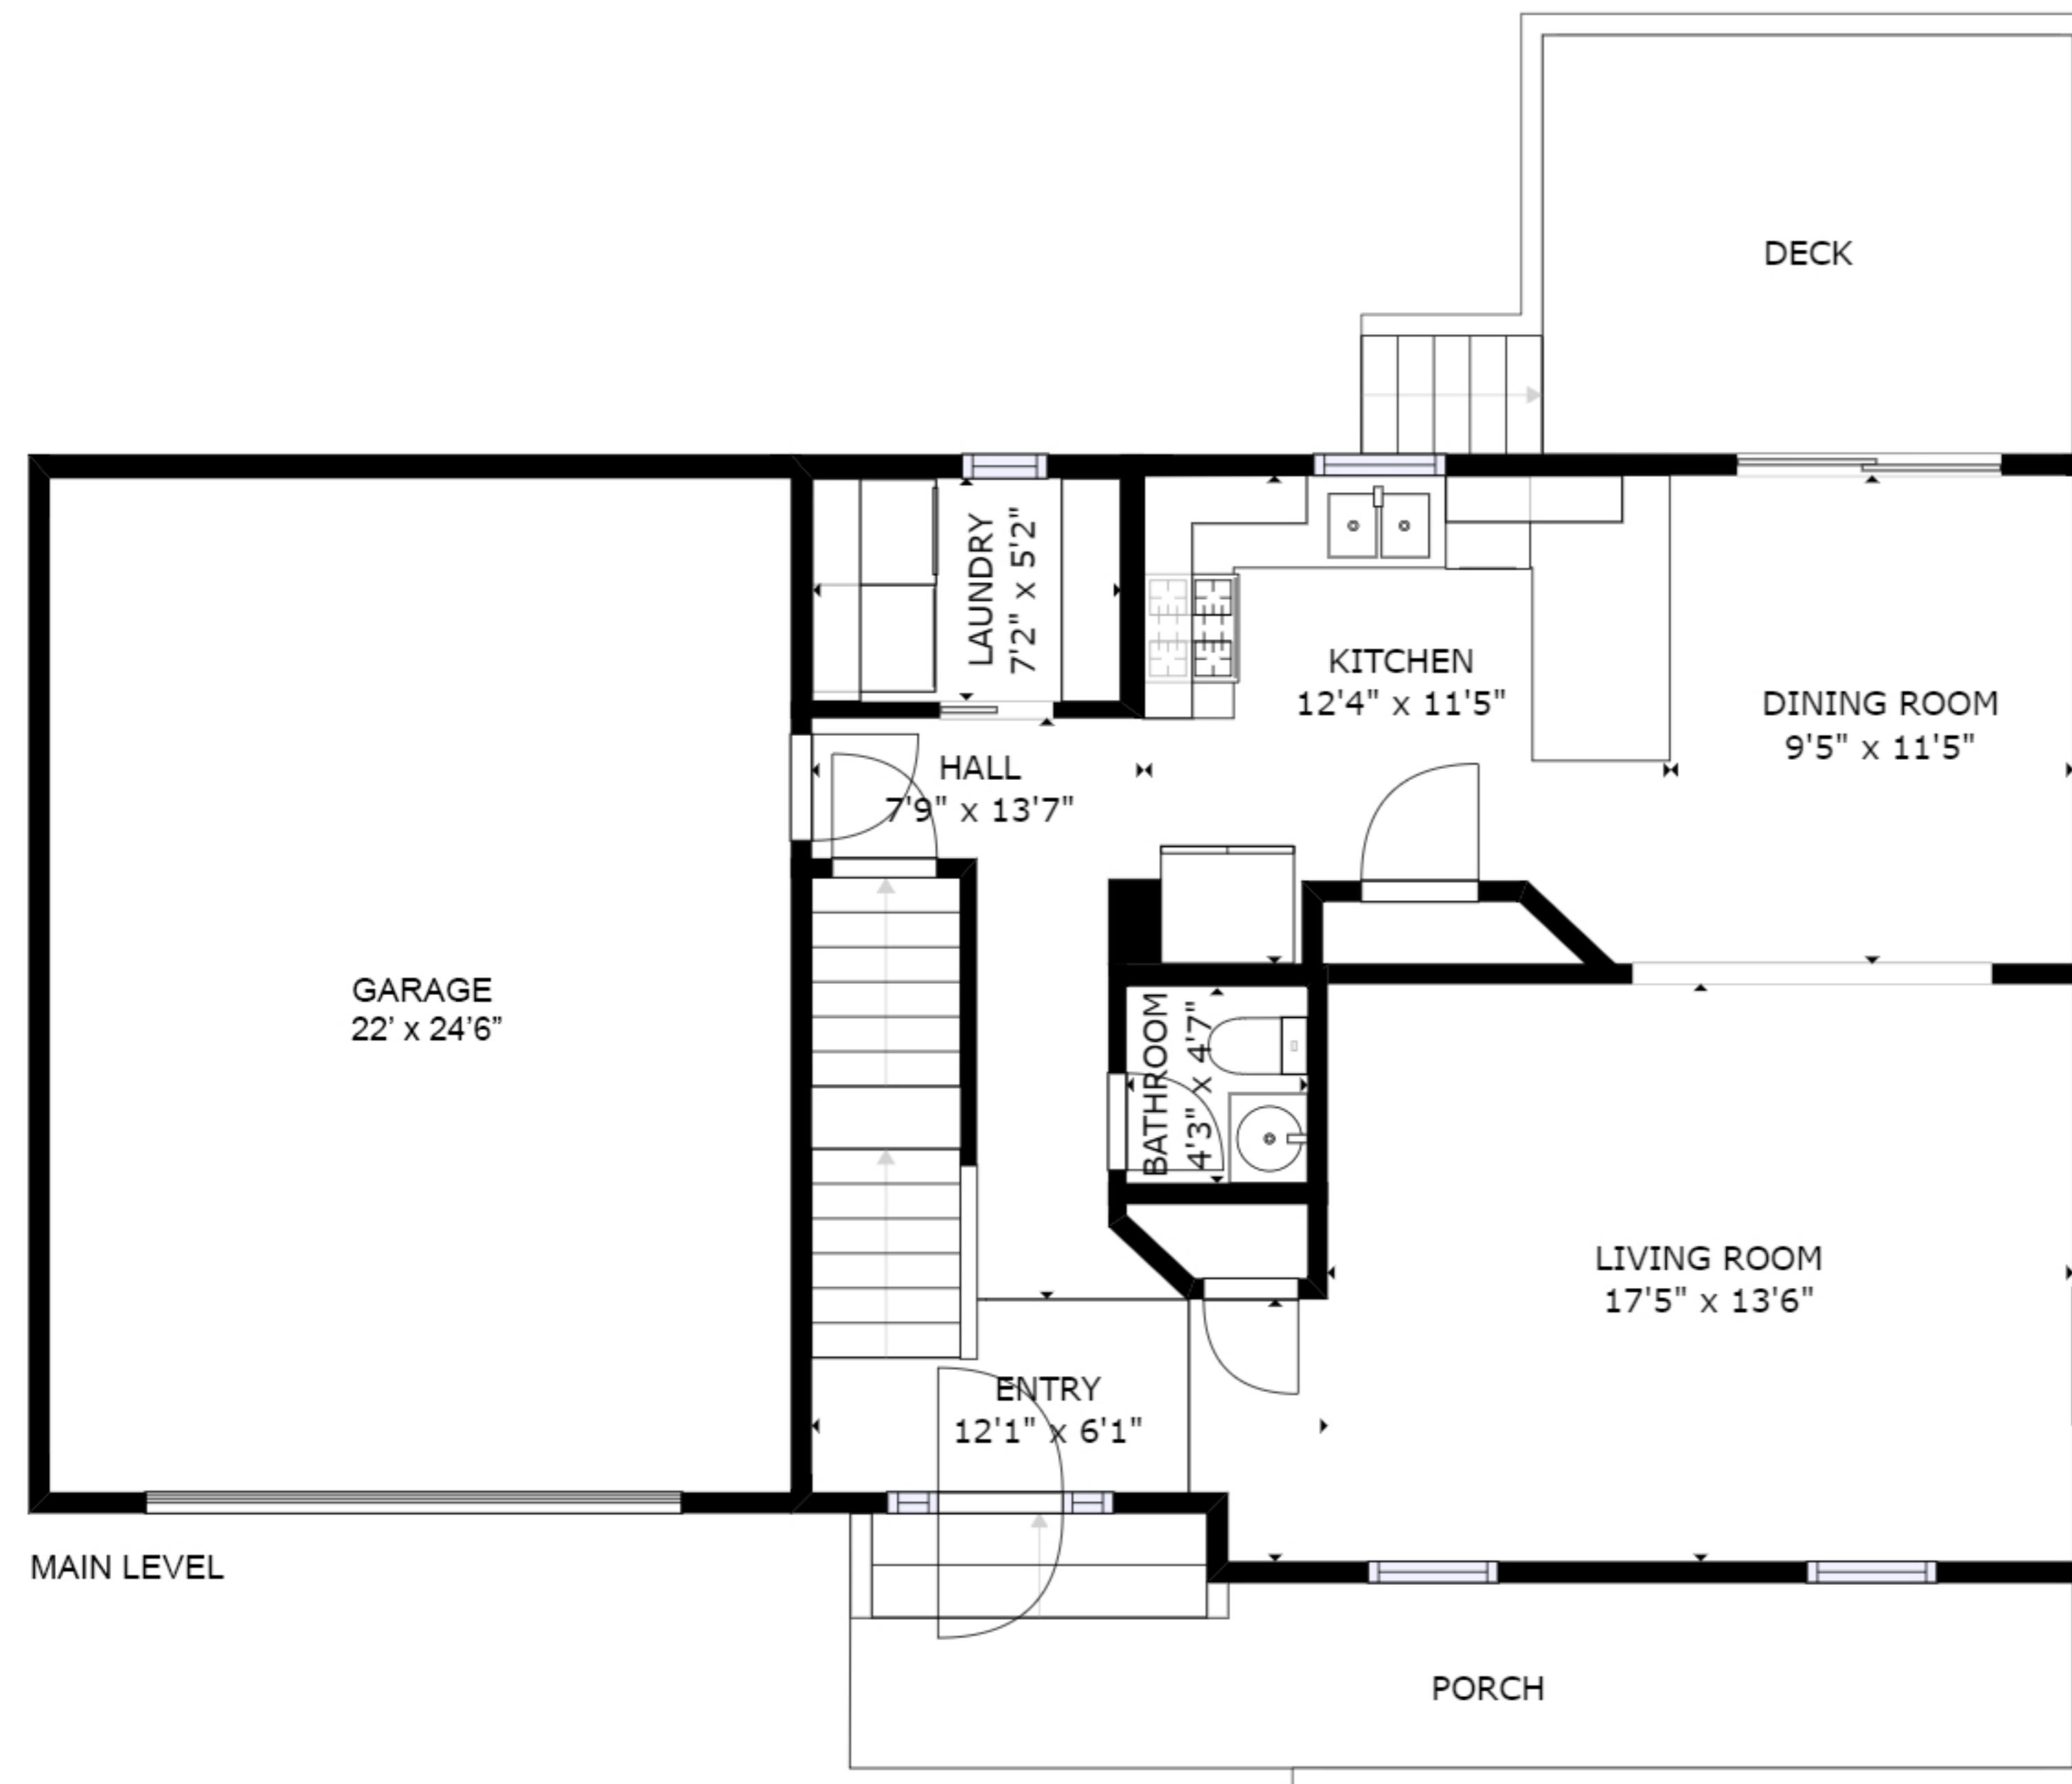 DECK
LAUNDRY
7'2" x 5'2"
KITCHEN
12'4" x 11'5"
DINING ROOM
9'5" x 11'5"
HALL
7'9" x 13'7"
GARAGE
22’ x 24’6”
BATHROOM
4'3" x 4'7"
LIVING ROOM
17'5" x 13'6"
ENTRY
12'1" x 6'1"
MAIN LEVEL
PORCH